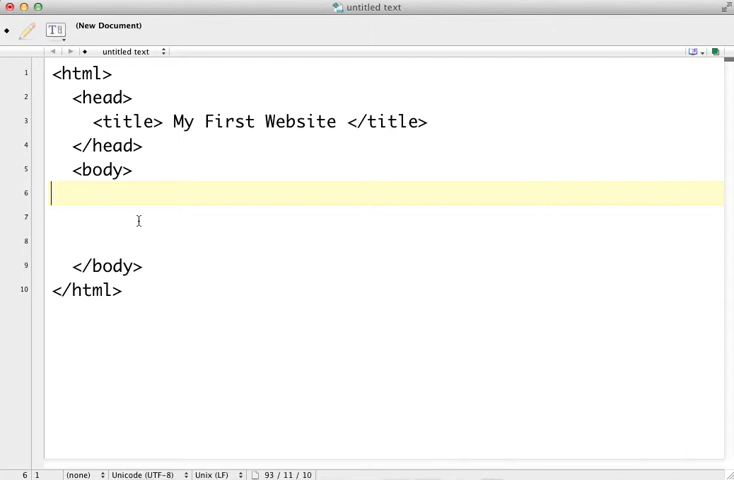 untitled text
(New Document)
untitled text
1 <html>
2 <head>
3 <title> My First Website </title>
4 </head>
5 <body>
6
7
8
9 </body>
10 </html>
6 1 (none) Unicode (UTF-8) Unix (LF) 93 / 11 / 10